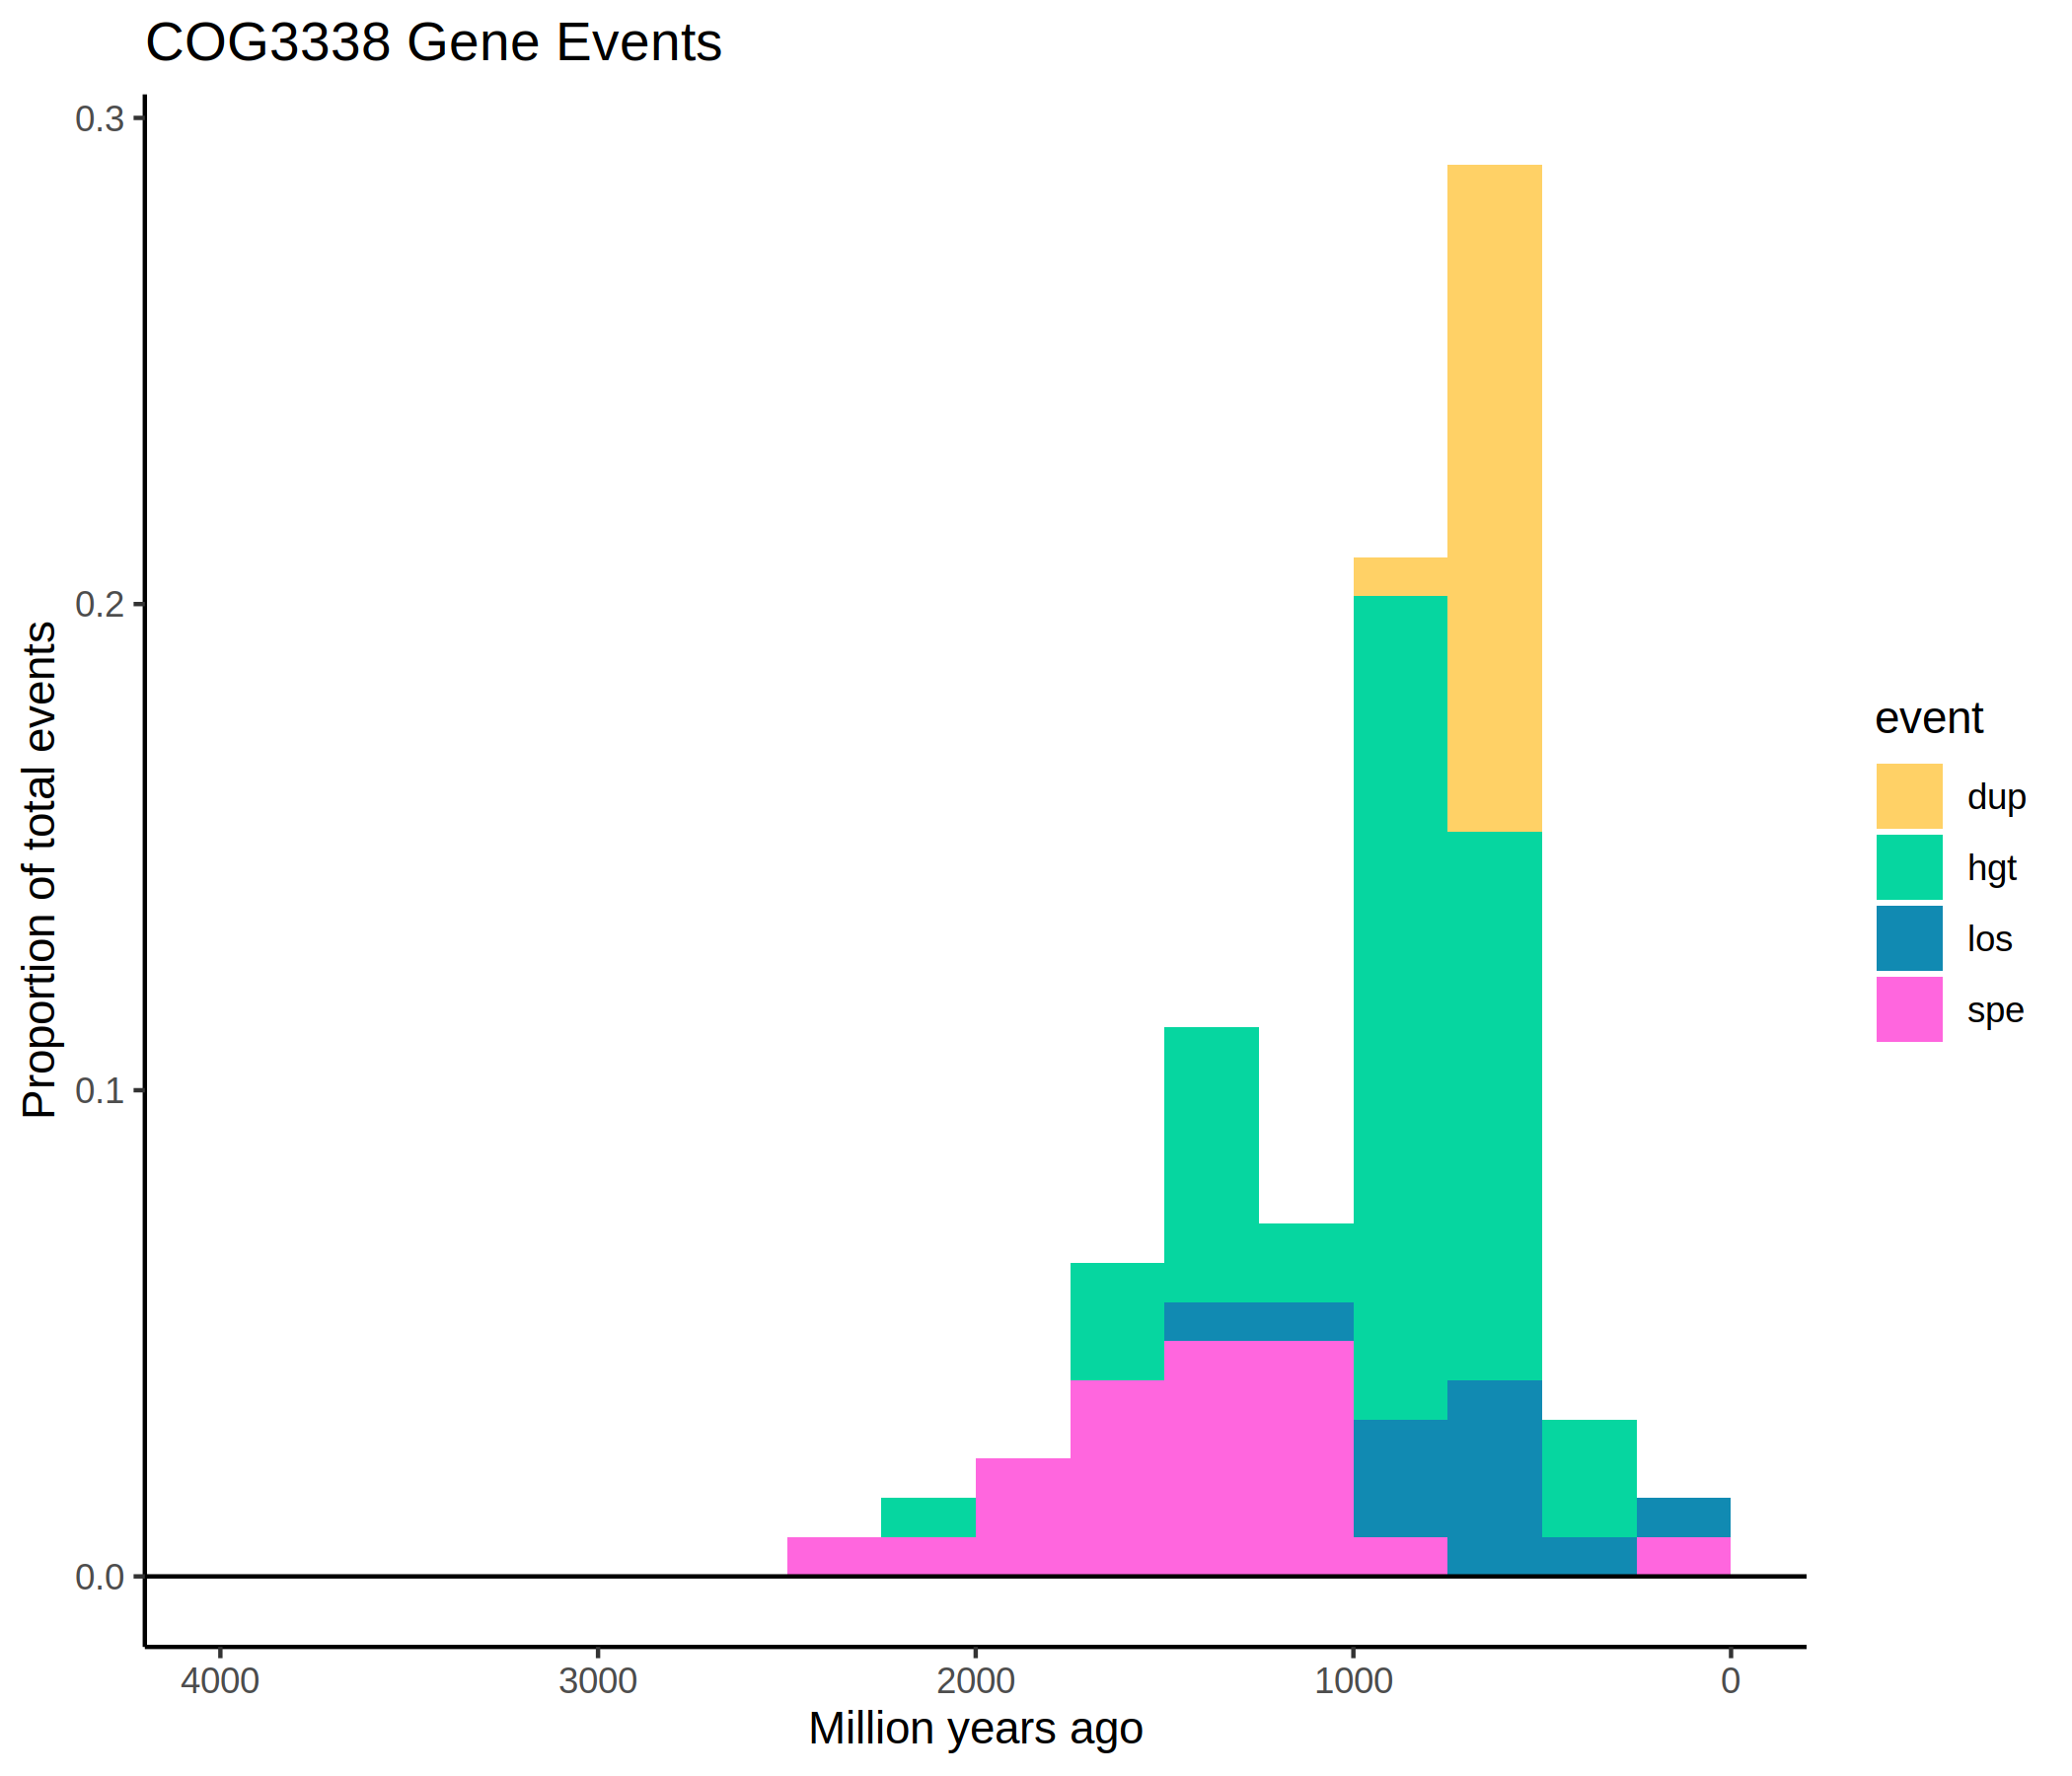 COG3338 Gene Events
0.3
0.2
0.1
0.0
Proportion of total events
4000 3000 2000 1000 0
Million years ago
event
dup
hgt
los
spe